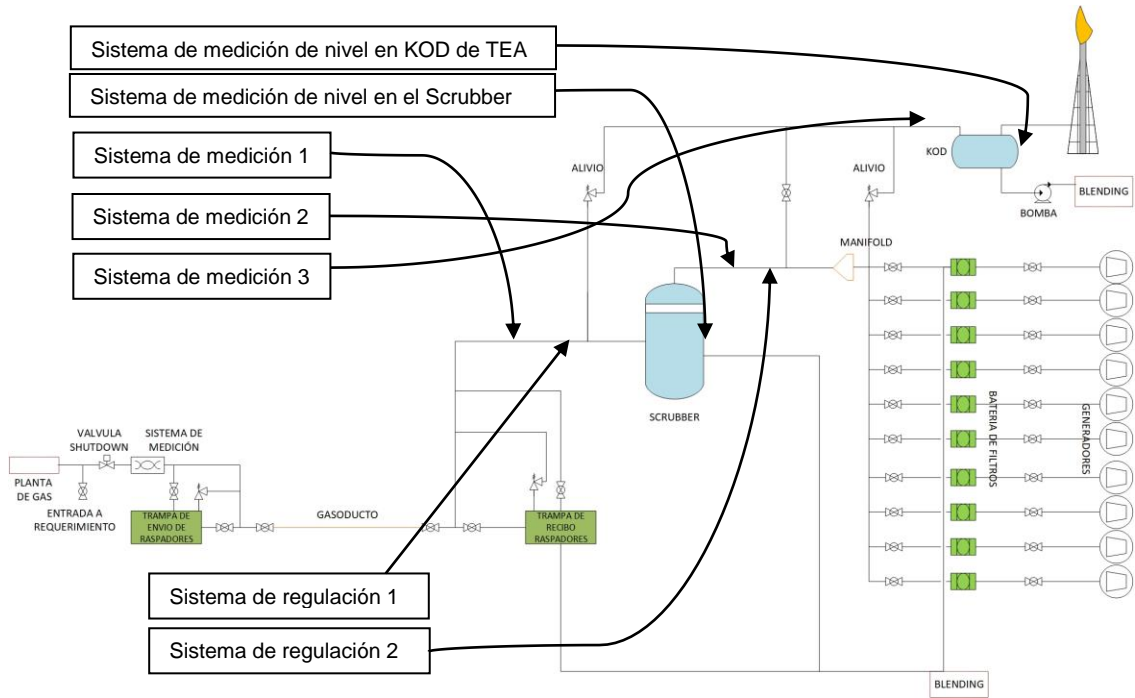 Sistema de medición de nivel en KOD de TEA
Sistema de medición de nivel en el Scrubber
Sistema de medición 1
Sistema de medición 2
Sistema de medición 3
ALIVIO
ALIVIO
KOD
BOMBA
BLENDING
MANIFOLD
SCRUBBER
VALVULA
SHUTDOWN
SISTEMA DE
MEDICIÓN
PLANTA
DE GAS
ENTRADA A
REQUERIMIENTO
TRAMPA DE
ENVIO DE
RASPADORES
GASODUCTO
TRAMPA DE
RECIBO
RASPADORES
BATERIA DE FILTROS
GENERADORES
Sistema de regulación 1
Sistema de regulación 2
BLENDING